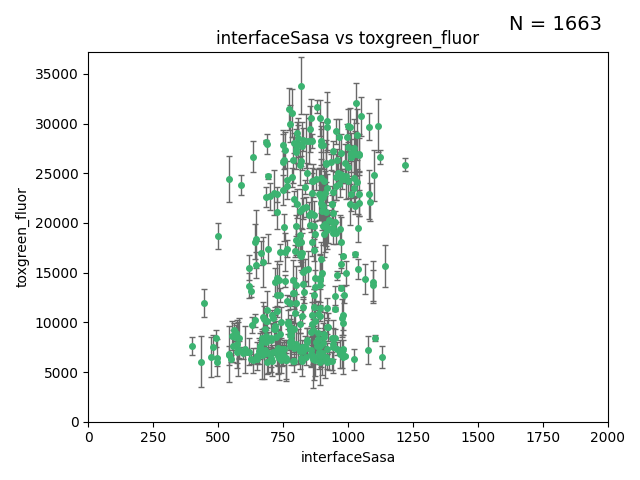 N = 1663
interfaceSasa vs toxgreen_fluor
35000
30000
25000
20000
15000
10000
5000
0
toxgreen_fluor
0 250 500 750 1000 1250 1500 1750 2000
interfaceSasa